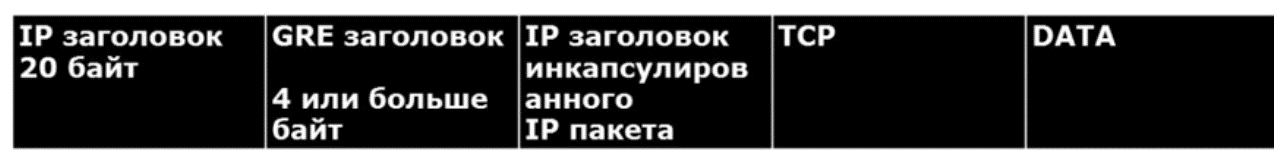 IP заголовок
20 байт
GRE заголовок
4 или больше
байт
IP заголовок
инкапсулиров
анного
IP пакета
TCP
DATA